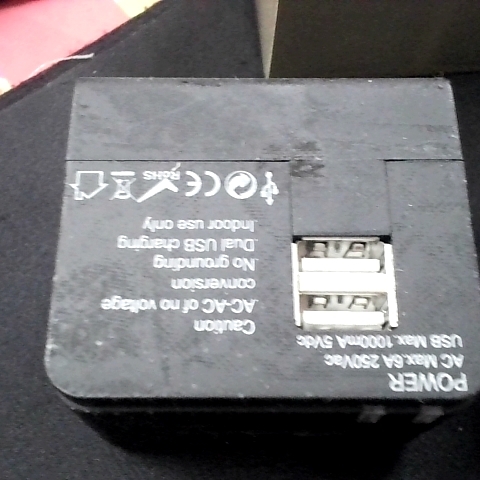 POWER
AC Max.6A 250Vac
USB Max.1000mA 5Vdc
Caution
.AC-AC of no voltage
conversion
.No grounding
.Dual USB charging
.Indoor use only
CE RoHS